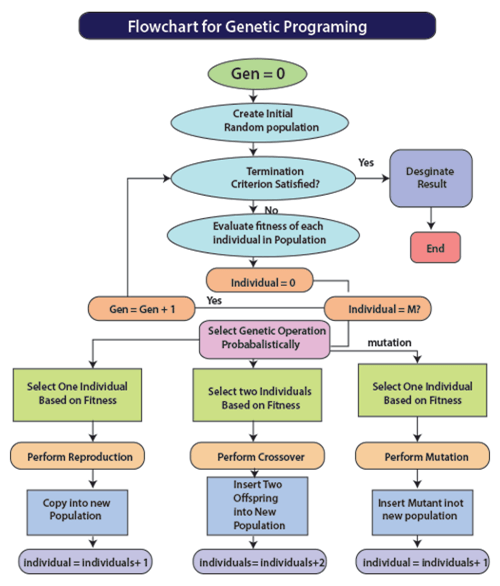 Flowchart for Genetic Programing
Gen = 0
Create Initial
Random population
Termination
Criterion Satisfied?
Yes
Desginate
Result
No
End
Evaluate fitness of each
individual in Population
Individual = 0
Gen = Gen + 1
Yes
Individual = M?
Select Genetic Operation
Probabalistically
mutation
Select One Individual
Based on Fitness
Select two Individuals
Based on Fitness
Select One Individual
Based on Fitness
Perform Reproduction
Perform Crossover
Perform Mutation
Copy into new
Population
Insert Two
Offspring
into New
Population
Insert Mutant inot
new population
individual = individuals+ 1
individuals= individuals+2
individual = individuals+ 1